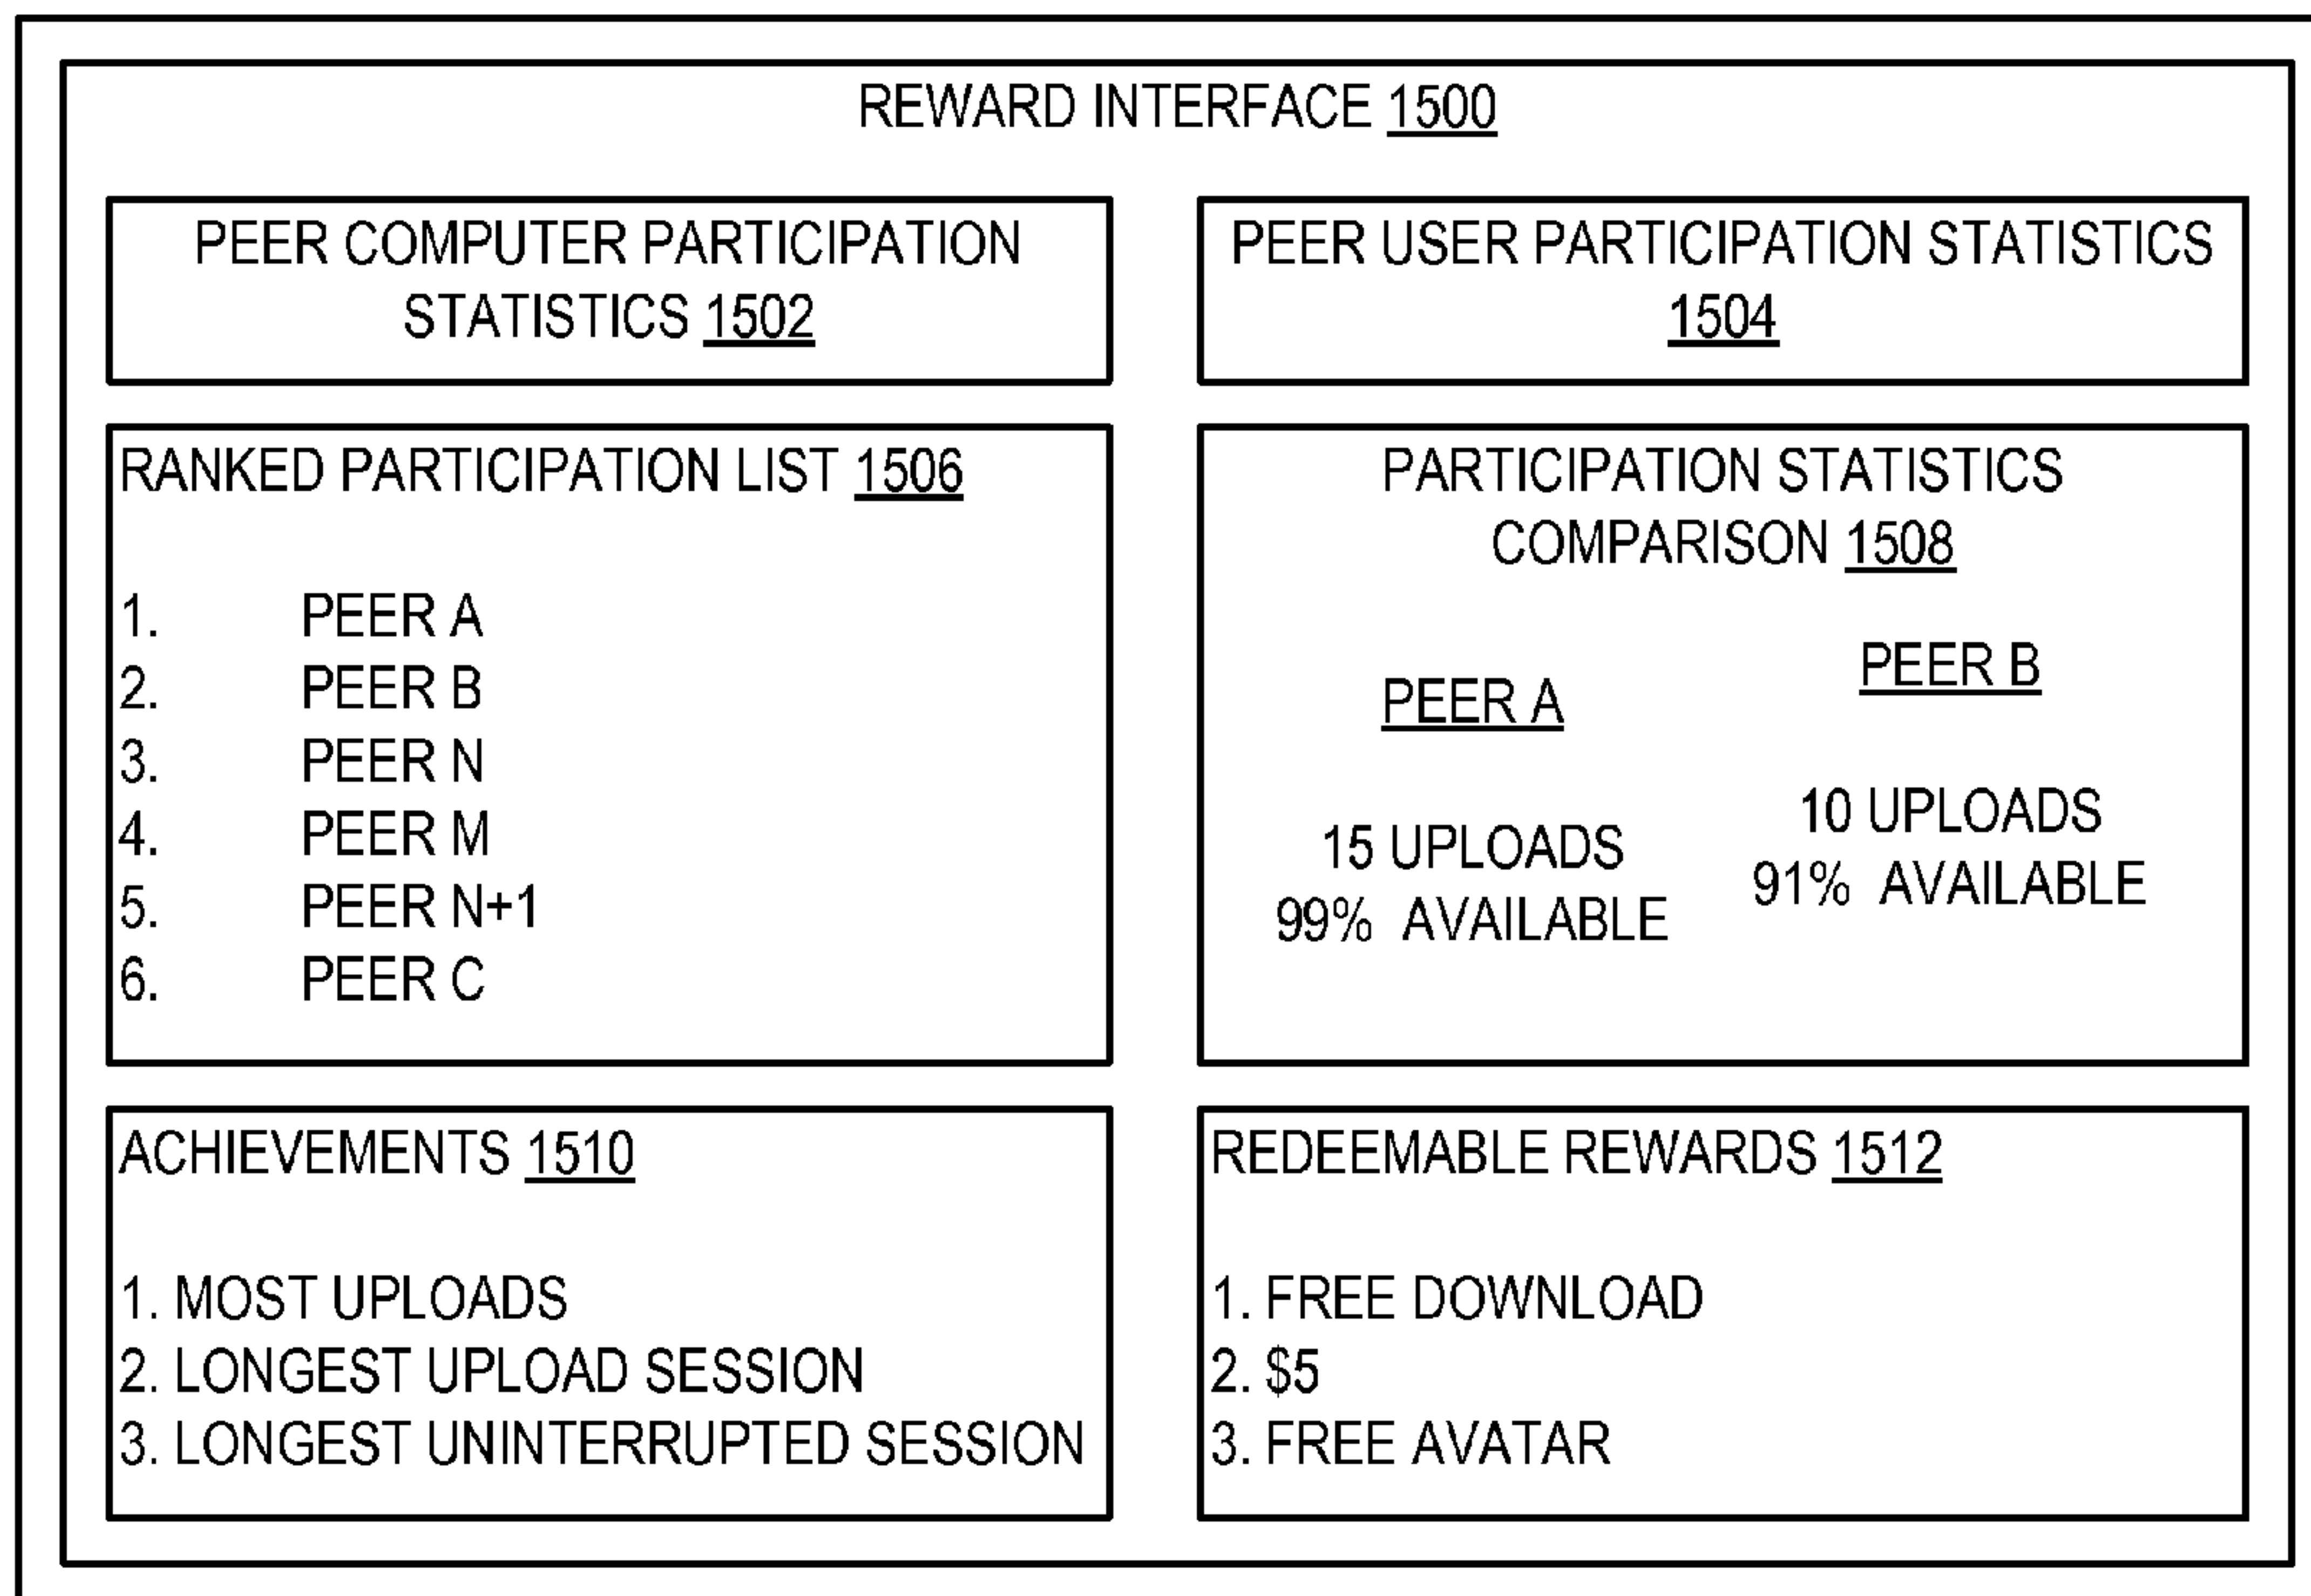 REWARD INTERFACE 1500
PEER COMPUTER PARTICIPATION
STATISTICS 1502
PEER USER PARTICIPATION STATISTICS
1504
RANKED PARTICIPATION LIST 1506
1. PEER A
2. PEER B
3. PEER N
4. PEER M
5. PEER N+1
6. PEER C
PARTICIPATION STATISTICS
COMPARISON 1508
PEER A
15 UPLOADS
99% AVAILABLE
PEER B
10 UPLOADS
91% AVAILABLE
ACHIEVEMENTS 1510
1. MOST UPLOADS
2. LONGEST UPLOAD SESSION
3. LONGEST UNINTERRUPTED SESSION
REDEEMABLE REWARDS 1512
1. FREE DOWNLOAD
2. $5
3. FREE AVATAR